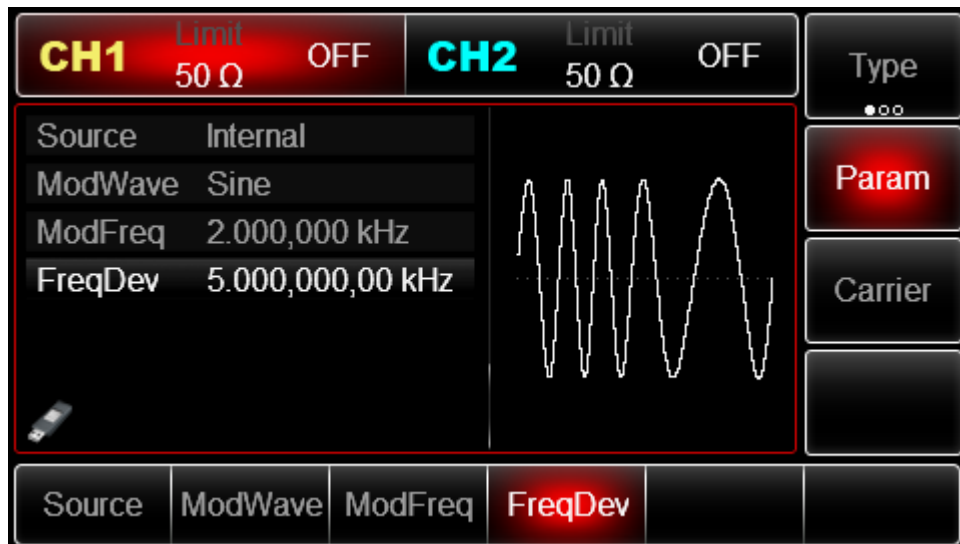 CH1 Limit 50 Ω OFF CH2 Limit 50 Ω OFF
Type
Source Internal
ModWave Sine
ModFreq 2.000,000 kHz
FreqDev 5.000,000,00 kHz
Param
Carrier
Source ModWave ModFreq FreqDev